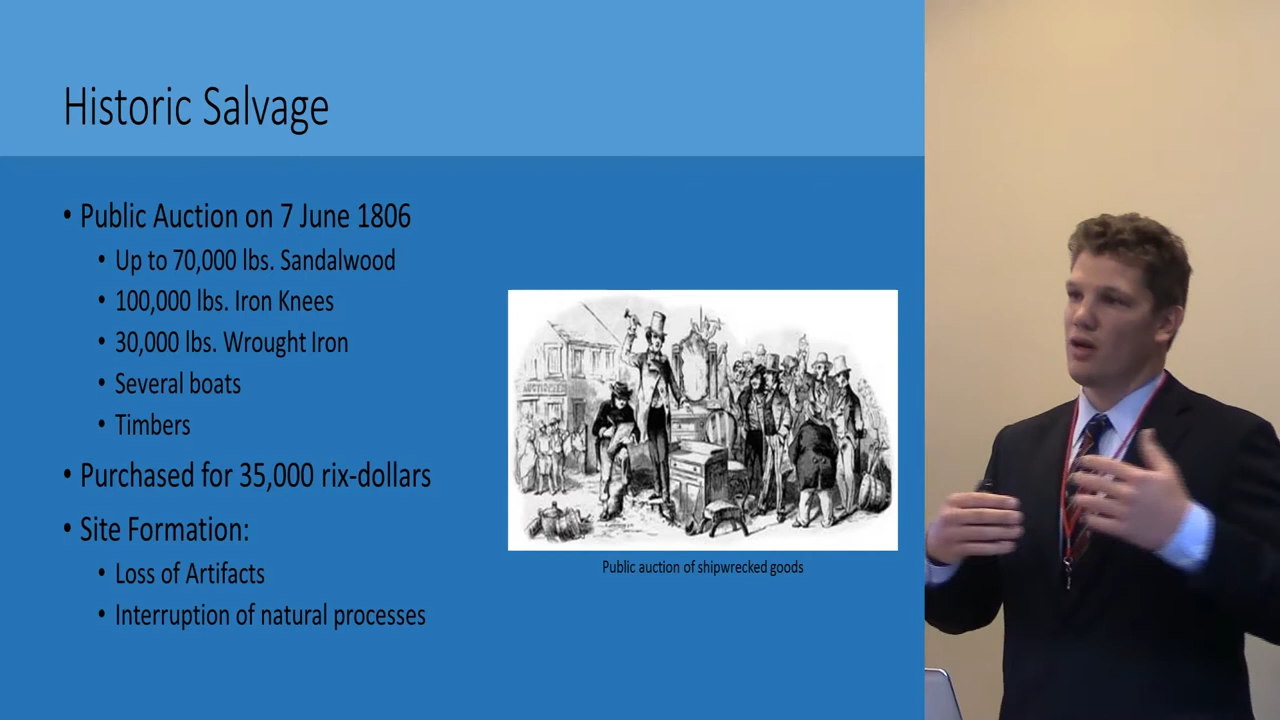 Historic Salvage
• Public Auction on 7 June 1806
• Up to 70,000 lbs. Sandalwood
• 100,000 lbs. Iron Knees
• 30,000 lbs. Wrought Iron
• Several boats
• Timbers
• Purchased for 35,000 rix-dollars
• Site Formation:
• Loss of Artifacts
• Interruption of natural processes
Public auction of shipwrecked goods